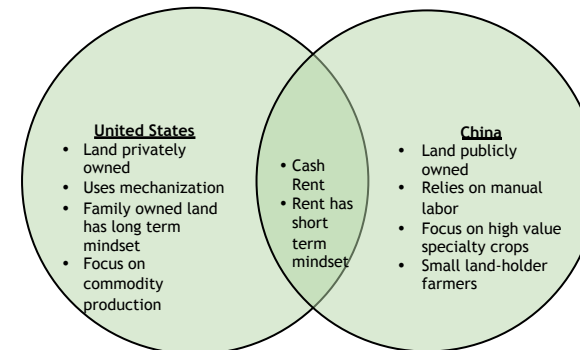 United States
• Land privately
owned
• Uses mechanization
• Family owned land
has long term
mindset
• Focus on
commodity
production
• Cash
Rent
• Rent has
short
term
mindset
China
• Land publicly
owned
• Relies on manual
labor
• Focus on high value
specialty crops
• Small land-holder
farmers